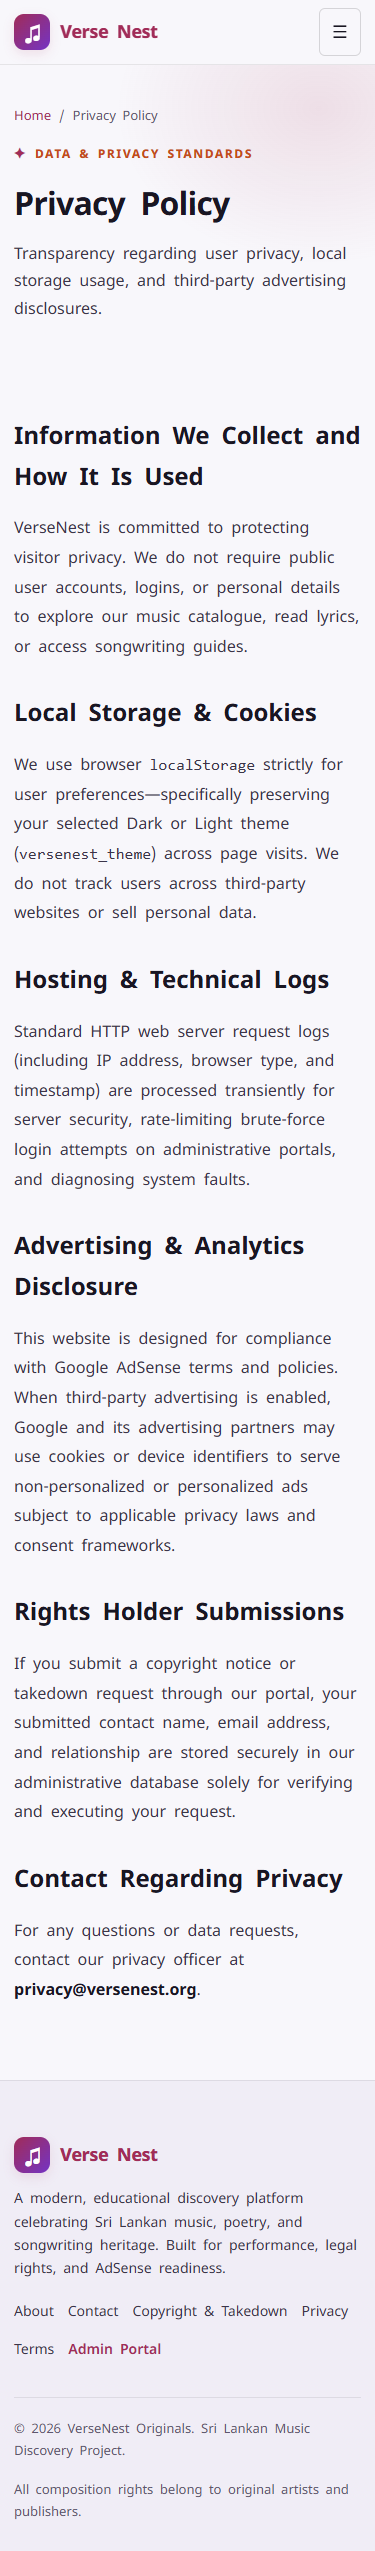 Verse Nest
☰
Home / Privacy Policy
✦ DATA & PRIVACY STANDARDS
Privacy Policy
Transparency regarding user privacy, local
storage usage, and third-party advertising
disclosures.
Information We Collect and
How It Is Used
VerseNest is committed to protecting
visitor privacy. We do not require public
user accounts, logins, or personal details
to explore our music catalogue, read lyrics,
or access songwriting guides.
Local Storage & Cookies
We use browser localStorage strictly for
user preferences—specifically preserving
your selected Dark or Light theme
(versenest_theme) across page visits. We
do not track users across third-party
websites or sell personal data.
Hosting & Technical Logs
Standard HTTP web server request logs
(including IP address, browser type, and
timestamp) are processed transiently for
server security, rate-limiting brute-force
login attempts on administrative portals,
and diagnosing system faults.
Advertising & Analytics
Disclosure
This website is designed for compliance
with Google AdSense terms and policies.
When third-party advertising is enabled,
Google and its advertising partners may
use cookies or device identifiers to serve
non-personalized or personalized ads
subject to applicable privacy laws and
consent frameworks.
Rights Holder Submissions
If you submit a copyright notice or
takedown request through our portal, your
submitted contact name, email address,
and relationship are stored securely in our
administrative database solely for verifying
and executing your request.
Contact Regarding Privacy
For any questions or data requests,
contact our privacy officer at
privacy@versenest.org.
Verse Nest
A modern, educational discovery platform
celebrating Sri Lankan music, poetry, and
songwriting heritage. Built for performance, legal
rights, and AdSense readiness.
About Contact Copyright & Takedown Privacy
Terms Admin Portal
© 2026 VerseNest Originals. Sri Lankan Music
Discovery Project.
All composition rights belong to original artists and
publishers.